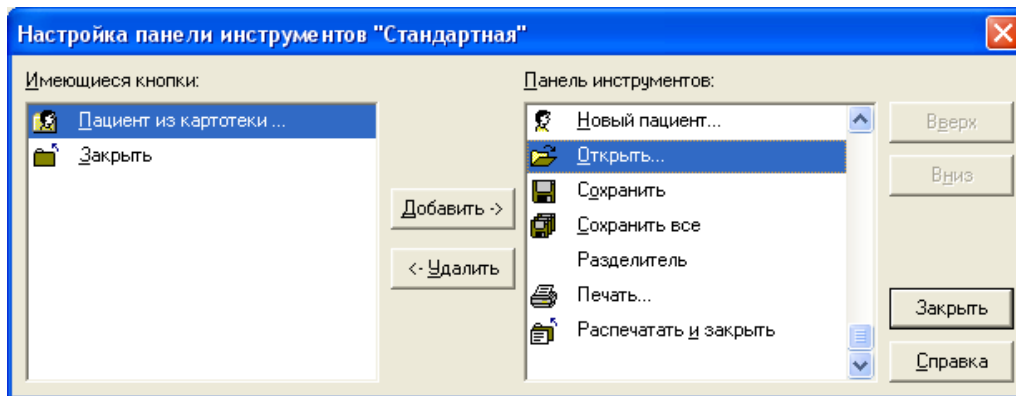 Настройка панели инструментов "Стандартная"
Имеющиеся кнопки:
Пациент из картотеки ...
Закрыть
Добавить ->
<- Удалить
Панель инструментов:
Новый пациент...
Открыть...
Сохранить
Сохранить все
Разделитель
Печать...
Распечатать и закрыть
Вверх
Вниз
Закрыть
Справка